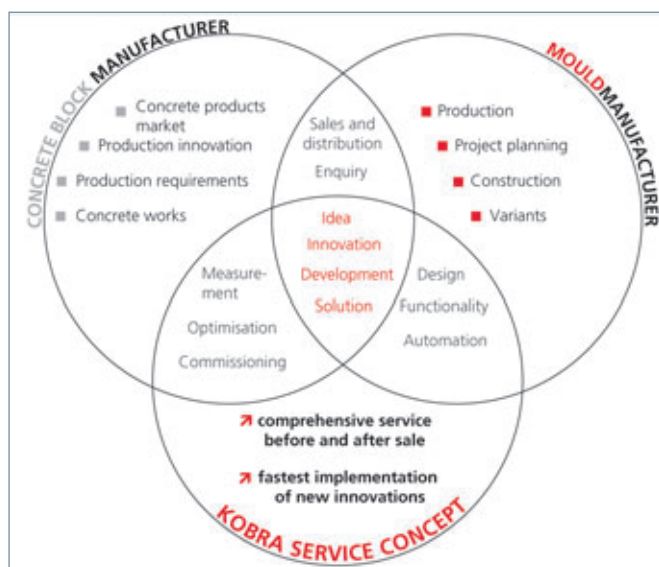 CONCRETE BLOCK MANUFACTURER
MOULDMANUFACTURER
Concrete products
market
Production innovation
Production requirements
Concrete works
Sales and
distribution
Enquiry
Production
Project planning
Construction
Variants
Idea
Innovation
Development
Solution
Measure-
ment
Optimisation
Commissioning
Design
Functionality
Automation
comprehensive service
before and after sale
fastest implementation
of new innovations
KOBRA SERVICE CONCEPT